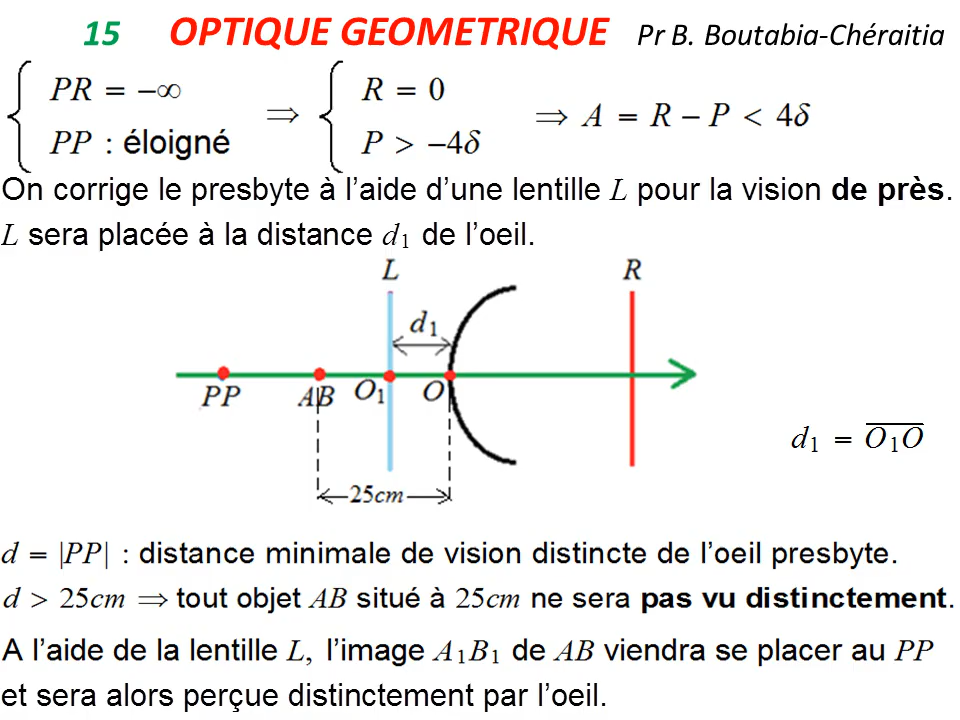 15 OPTIQUE GEOMETRIQUE Pr B. Boutabia-Chéraitia
{ PR = −∞ ⇒ { R = 0 ⇒ A = R − P < 4δ
PP : éloigné P > −4δ
On corrige le presbyte à l’aide d’une lentille L pour la vision de près.
L sera placée à la distance d₁ de l’oeil.
L R
d₁
PP AB O₁ O
d₁ = O̅₁̅O̅
25cm
d = |PP| : distance minimale de vision distincte de l’oeil presbyte.
d > 25cm ⇒ tout objet AB situé à 25cm ne sera pas vu distinctement.
A l’aide de la lentille L, l’image A₁B₁ de AB viendra se placer au PP
et sera alors perçue distinctement par l’oeil.